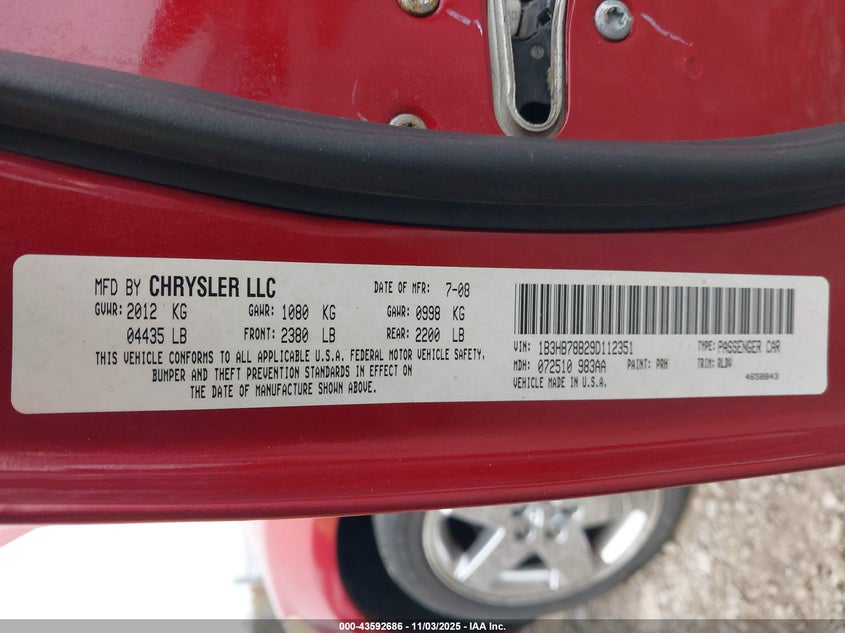 MFD BY CHRYSLER LLC DATE OF MFR: 7-08
GVWR: 2012 KG GAWR: 1080 KG GAWR: 0998 KG
04435 LB FRONT: 2380 LB REAR: 2200 LB
THIS VEHICLE CONFORMS TO ALL APPLICABLE U.S.A. FEDERAL MOTOR VEHICLE SAFETY,
BUMPER AND THEFT PREVENTION STANDARDS IN EFFECT ON
THE DATE OF MANUFACTURE SHOWN ABOVE.
VIN: 1B3HB78B29D112351 TYPE: PASSENGER CAR
MDH: 072510 983AA PAINT: PRH TRIM: RLDV
VEHICLE MADE IN U.S.A. 4658843
000-43592686 - 11/03/2025 - IAA Inc.